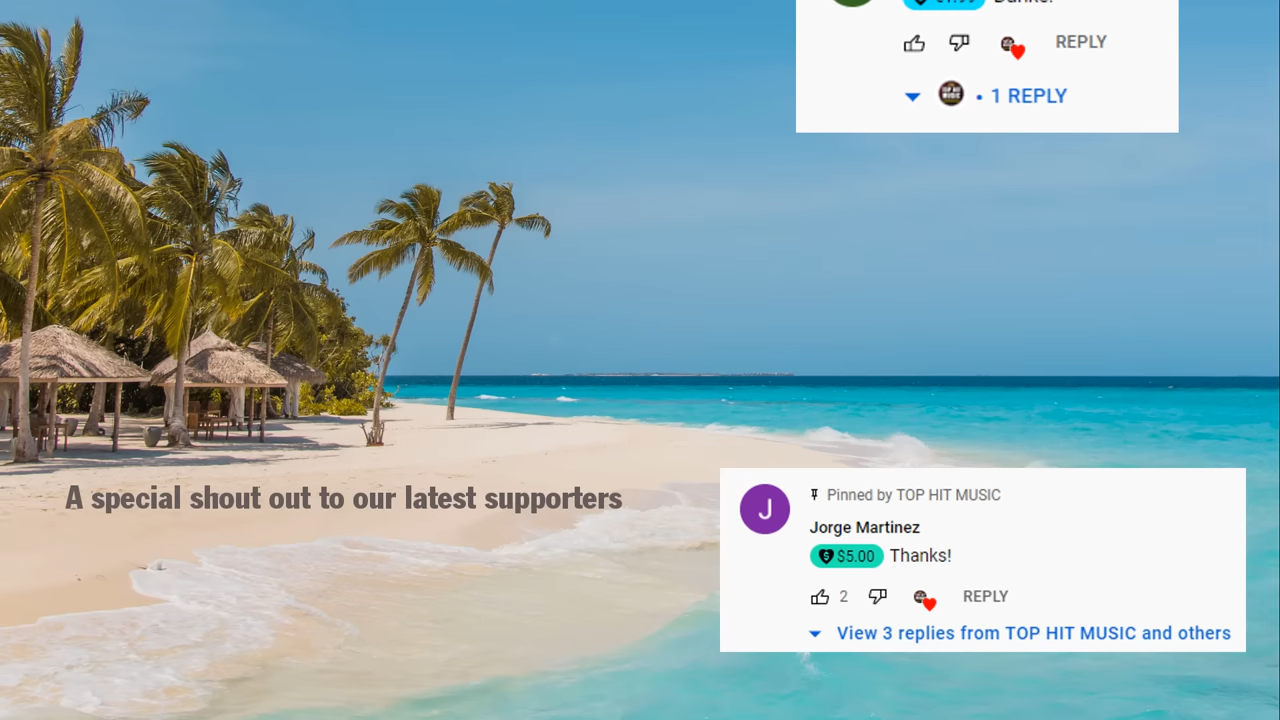 REPLY
• 1 REPLY
A special shout out to our latest supporters
J
Pinned by TOP HIT MUSIC
Jorge Martinez
$5.00 Thanks!
2 REPLY
View 3 replies from TOP HIT MUSIC and others